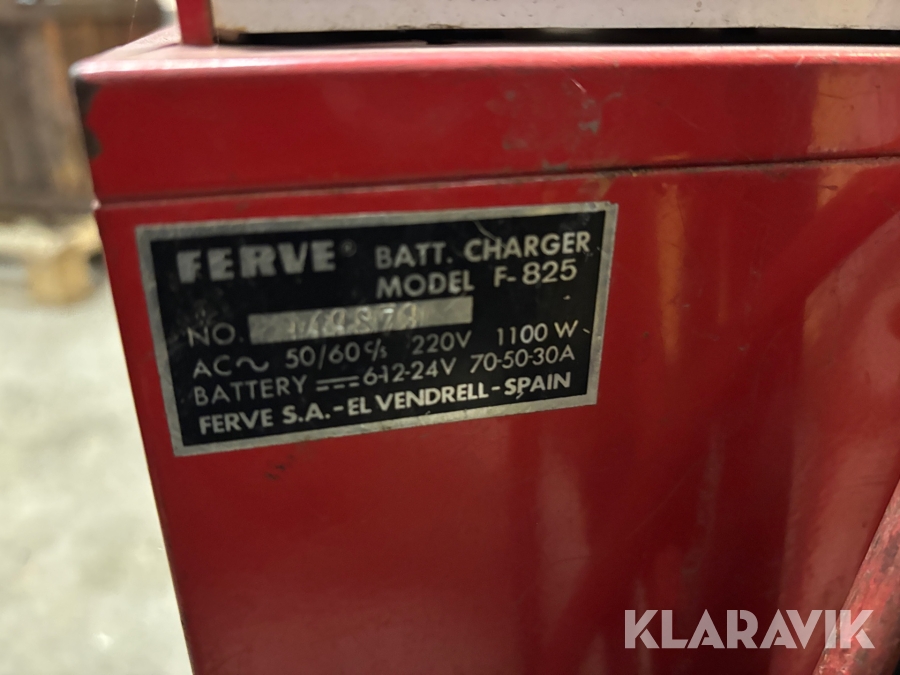 FERVE® BATT. CHARGER
MODEL F-825
NO.
AC~ 50/60 c/s 220V 1100 W
BATTERY ⎓ 6-12-24V 70-50-30A
FERVE S.A.-EL VENDRELL-SPAIN
KLARAVIK